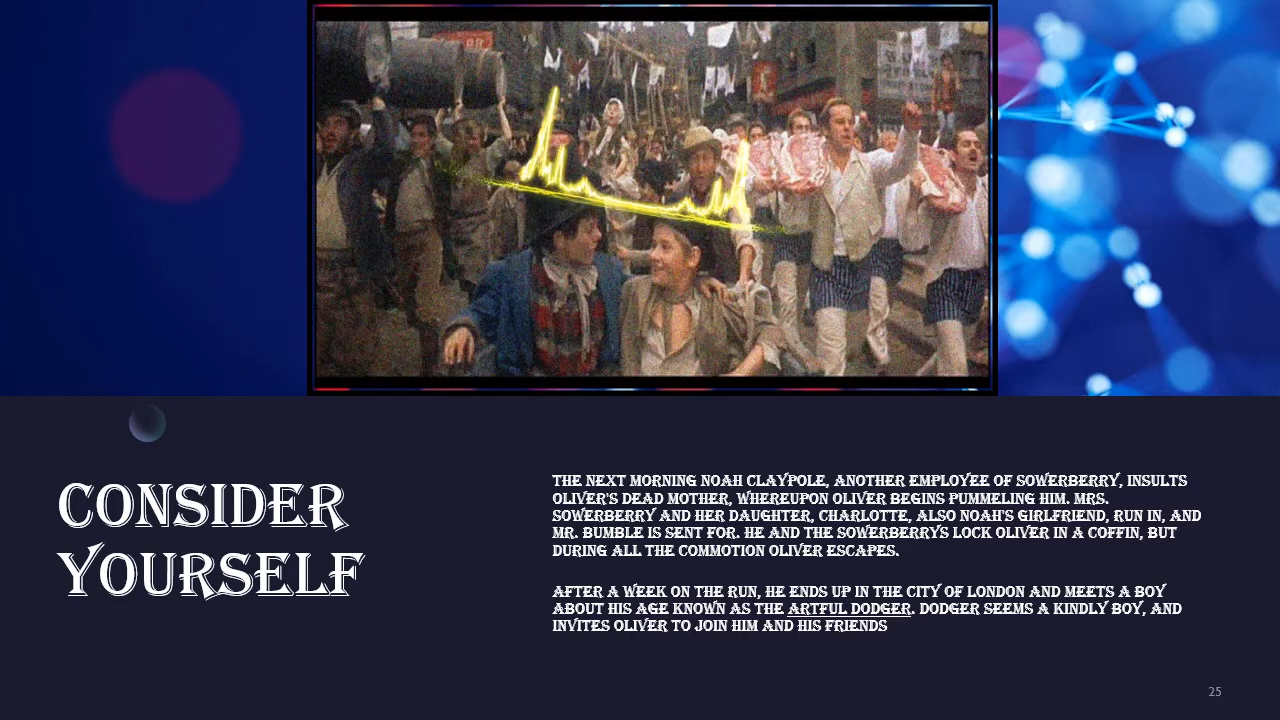 CONSIDER
YOURSELF
THE NEXT MORNING NOAH CLAYPOLE, ANOTHER EMPLOYEE OF SOWERBERRY, INSULTS
OLIVER'S DEAD MOTHER, WHEREUPON OLIVER BEGINS PUMMELING HIM. MRS.
SOWERBERRY AND HER DAUGHTER, CHARLOTTE, ALSO NOAH'S GIRLFRIEND, RUN IN, AND
MR. BUMBLE IS SENT FOR. HE AND THE SOWERBERRYS LOCK OLIVER IN A COFFIN, BUT
DURING ALL THE COMMOTION OLIVER ESCAPES.
AFTER A WEEK ON THE RUN, HE ENDS UP IN THE CITY OF LONDON AND MEETS A BOY
ABOUT HIS AGE KNOWN AS THE ARTFUL DODGER. DODGER SEEMS A KINDLY BOY, AND
INVITES OLIVER TO JOIN HIM AND HIS FRIENDS
25